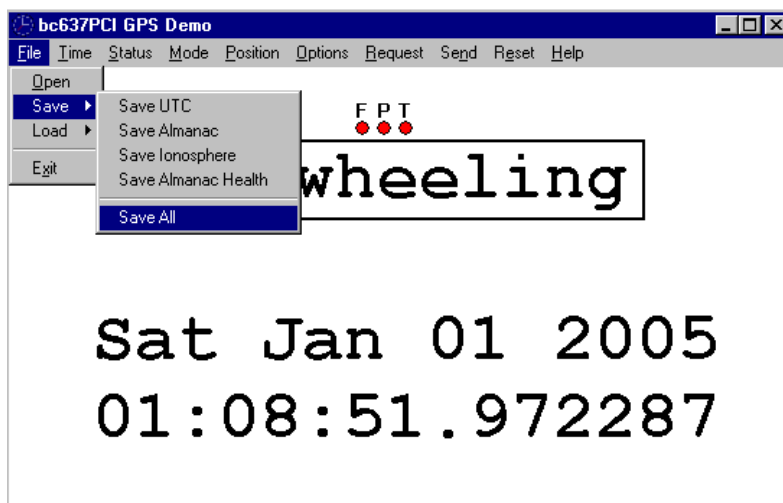 bc637PCI GPS Demo
File Time Status Mode Position Options Request Send Reset Help
Open
Save
Load
Exit
Save UTC
Save Almanac
Save Ionosphere
Save Almanac Health
Save All
F P T
wheeling
Sat Jan 01 2005
01:08:51.972287